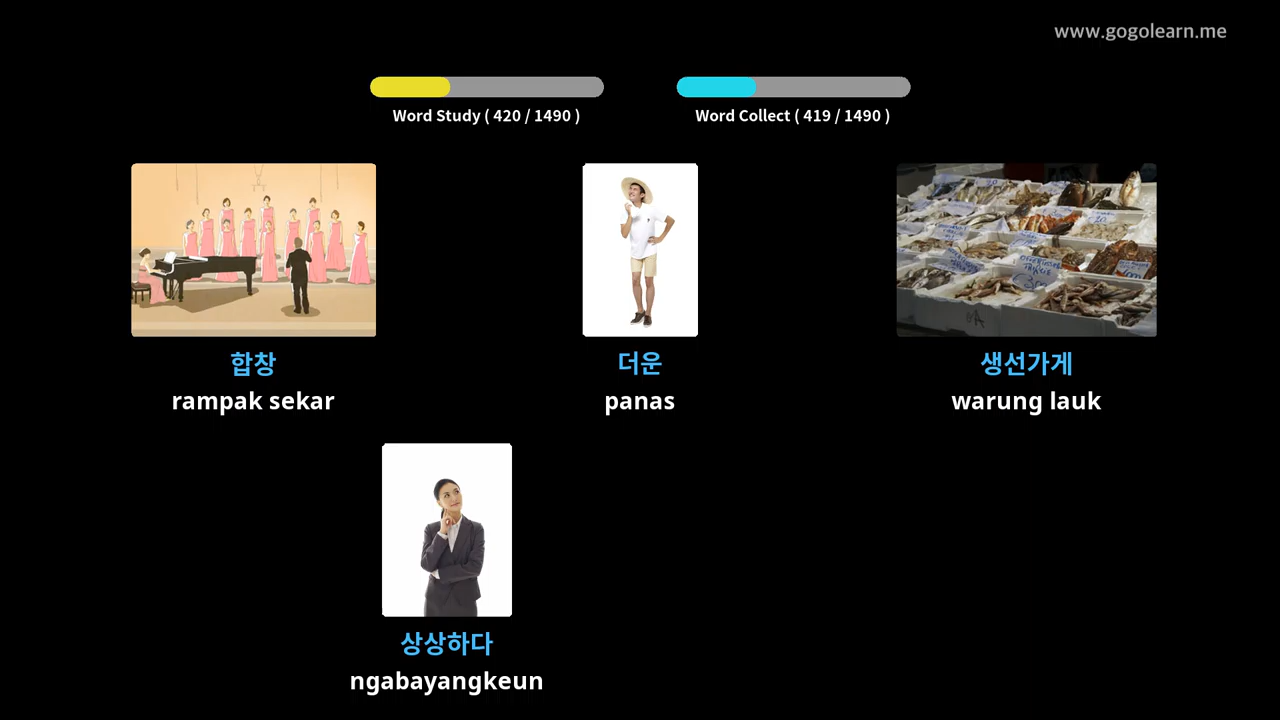 www.gogolearn.me
Word Study ( 420 / 1490 )
Word Collect ( 419 / 1490 )
합창
rampak sekar
더운
panas
생선가게
warung lauk
상상하다
ngabayangkeun